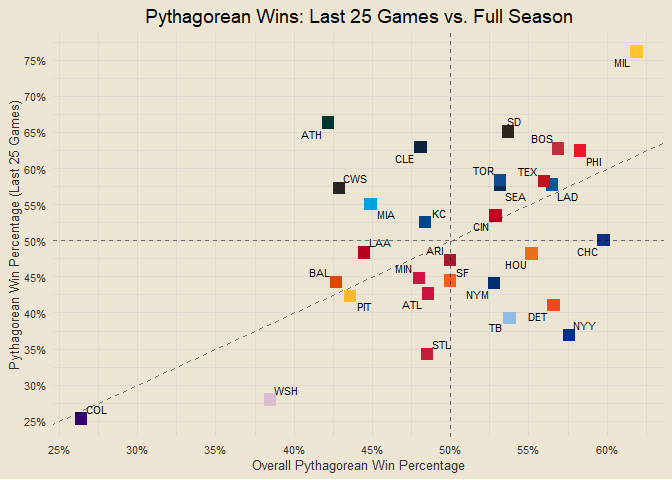 Pythagorean Wins: Last 25 Games vs. Full Season
Pythagorean Win Percentage (Last 25 Games)
75%
70%
65%
60%
55%
50%
45%
40%
35%
30%
25%
MIL
SD
ATH
BOS
CLE
PHI
TOR
TEX
CWS
SEA
LAD
MIA
KC
CIN
LAA
ARI
CHC
HOU
MIN
SF
BAL
NYM
PIT
ATL
DET
TB
NYY
STL
WSH
COL
25%
30%
35%
40%
45%
50%
55%
60%
Overall Pythagorean Win Percentage